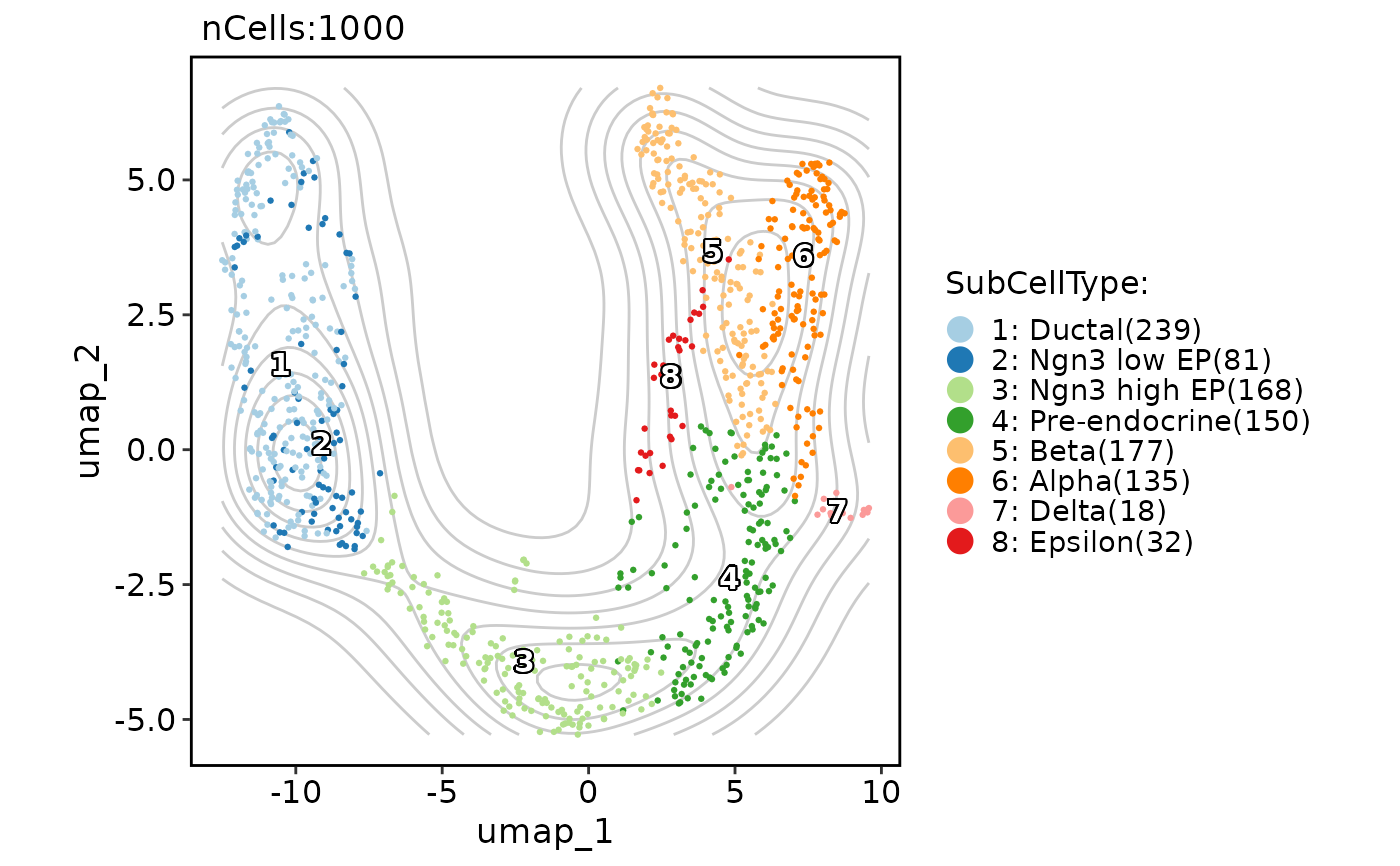 nCells:1000
5.0
2.5
0.0
-2.5
-5.0
umap_2
-10
-5
0
5
10
umap_1
1
2
3
4
5
6
7
8
SubCellType:
1: Ductal(239)
2: Ngn3 low EP(81)
3: Ngn3 high EP(168)
4: Pre-endocrine(150)
5: Beta(177)
6: Alpha(135)
7: Delta(18)
8: Epsilon(32)